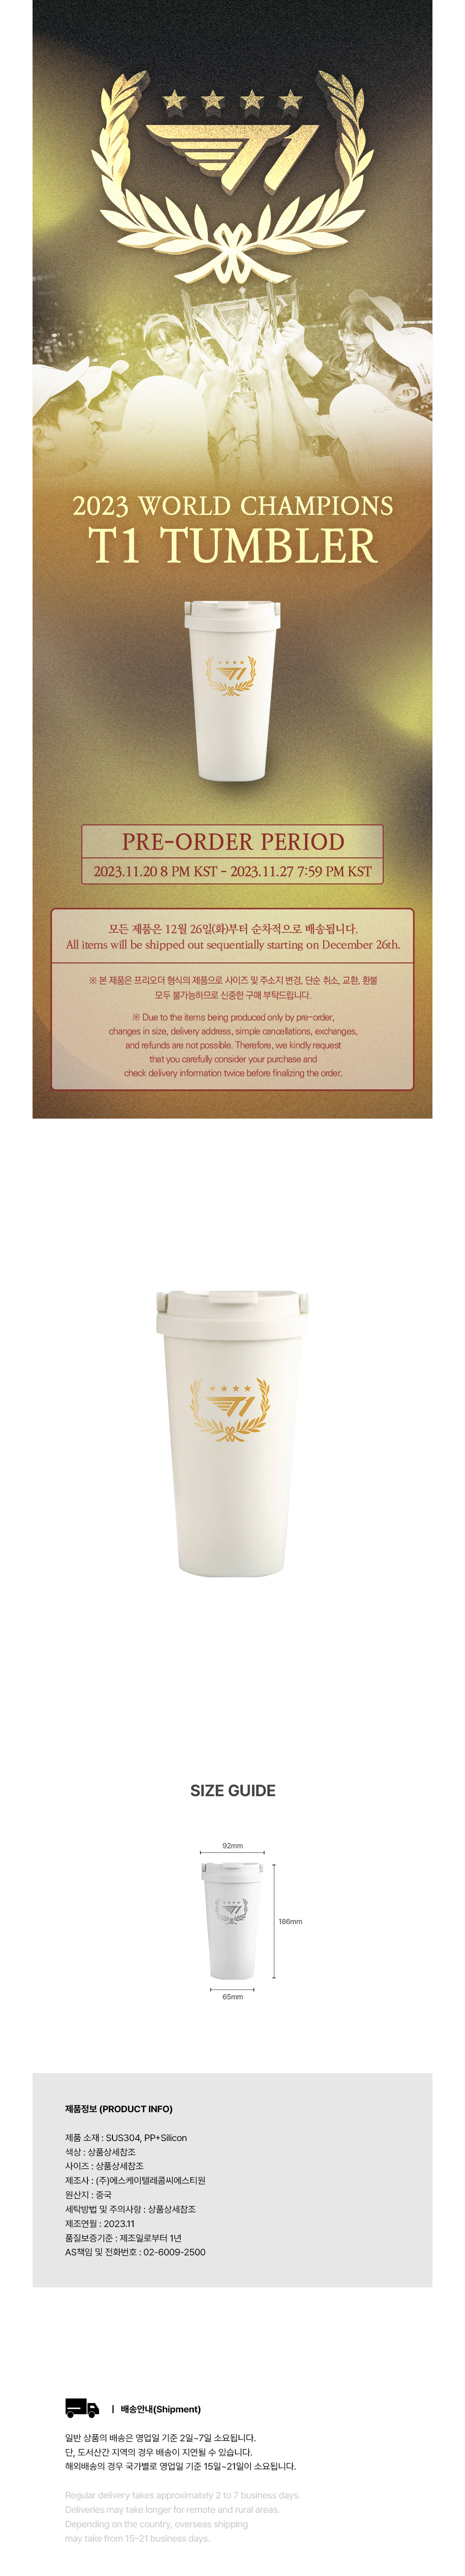 2023 WORLD CHAMPIONS
T1 TUMBLER
PRE-ORDER PERIOD
2023.11.20 8 PM KST - 2023.11.27 7:59 PM KST
모든 제품은 12월 26일(화)부터 순차적으로 배송됩니다.
All items will be shipped out sequentially starting on December 26th.
※ 본 제품은 프리오더 형식의 제품으로 사이즈 및 주소지 변경, 단순 취소, 교환, 환불
모두 불가능하므로 신중한 구매 부탁드립니다.
※ Due to the items being produced only by pre-order,
changes in size, delivery address, simple cancellations, exchanges,
and refunds are not possible. Therefore, we kindly request
that you carefully consider your purchase and
check delivery information twice before finalizing the order.
SIZE GUIDE
92mm
186mm
65mm
제품정보 (PRODUCT INFO)
제품 소재 : SUS304, PP+Silicon
색상 : 상품상세참조
사이즈 : 상품상세참조
제조사 : (주)에스케이텔레콤씨에스티원
원산지 : 중국
세탁방법 및 주의사항 : 상품상세참조
제조연월 : 2023.11
품질보증기준 : 제조일로부터 1년
AS책임 및 전화번호 : 02-6009-2500
| 배송안내(Shipment)
일반 상품의 배송은 영업일 기준 2일~7일 소요됩니다.
단, 도서산간 지역의 경우 배송이 지연될 수 있습니다.
해외배송의 경우 국가별로 영업일 기준 15일~21일이 소요됩니다.
Regular delivery takes approximately 2 to 7 business days.
Deliveries may take longer for remote and rural areas.
Depending on the country, overseas shipping
may take from 15-21 business days.